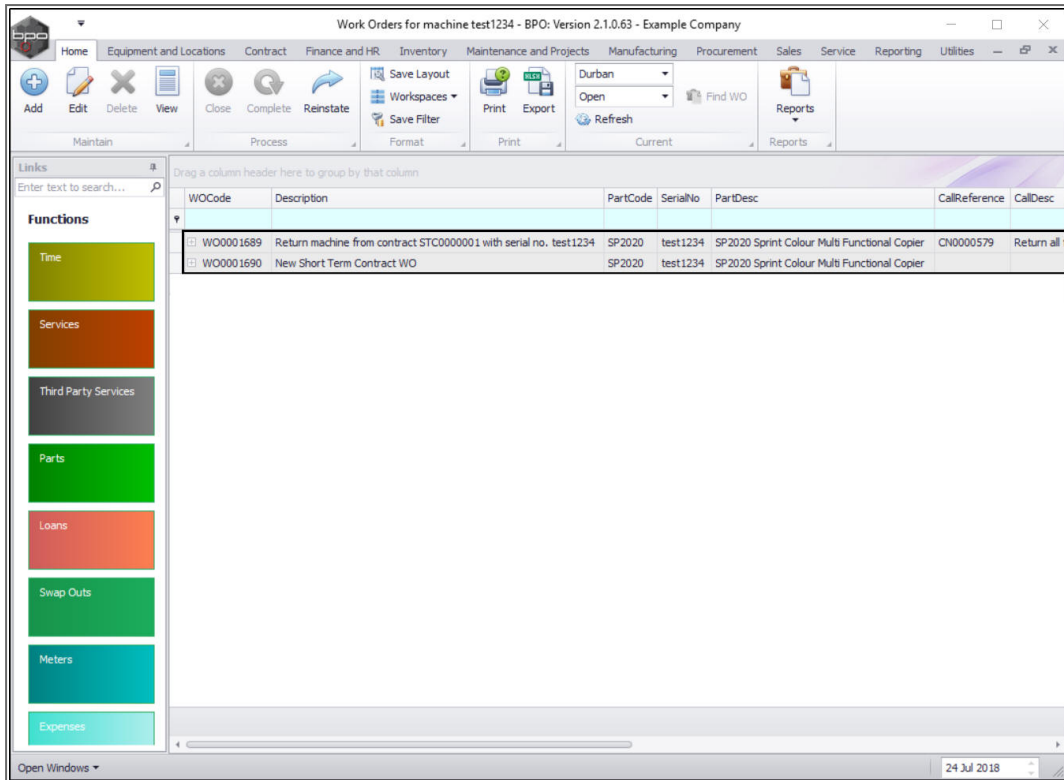 bpo
Work Orders for machine test1234 - BPO: Version 2.1.0.63 - Example Company
Home Equipment and Locations Contract Finance and HR Inventory Maintenance and Projects Manufacturing Procurement Sales Service Reporting Utilities
Add Edit Delete View Close Complete Reinstate Save Layout Workspaces Save Filter Print Export Durban Open Refresh Find WO Reports
Maintain Process Format Print Current Reports
Links
Enter text to search...
Functions
Time
Services
Third Party Services
Parts
Loans
Swap Outs
Meters
Expenses
Drag a column header here to group by that column
WOCode Description PartCode SerialNo PartDesc CallReference CallDesc
WO0001689 Return machine from contract STC0000001 with serial no. test1234 SP2020 test1234 SP2020 Sprint Colour Multi Functional Copier CN0000579 Return all
WO0001690 New Short Term Contract WO SP2020 test1234 SP2020 Sprint Colour Multi Functional Copier
Open Windows 24 Jul 2018